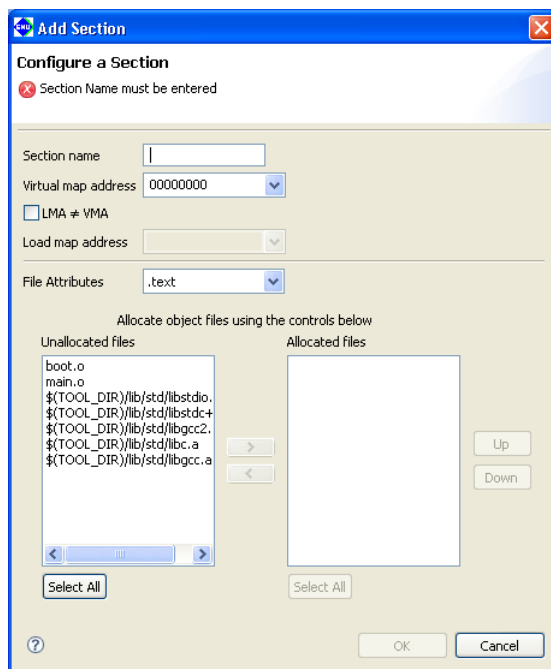 GNU Add Section
Configure a Section
Section Name must be entered
Section name
Virtual map address 00000000
LMA ≠ VMA
Load map address
File Attributes .text
Allocate object files using the controls below
Unallocated files Allocated files
boot.o
main.o
$(TOOL_DIR)/lib/std/libstdio.
$(TOOL_DIR)/lib/std/libstdc+
$(TOOL_DIR)/lib/std/libgcc2.
$(TOOL_DIR)/lib/std/libc.a
$(TOOL_DIR)/lib/std/libgcc.a
> Up
< Down
Select All Select All
? OK Cancel